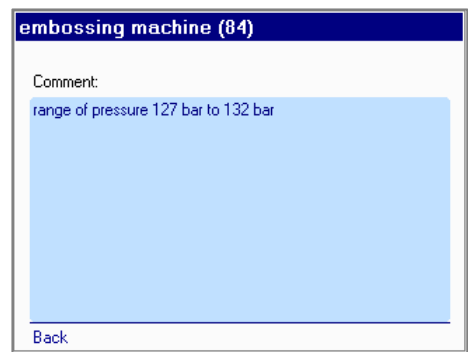 embossing machine (84)
Comment:
range of pressure 127 bar to 132 bar
Back